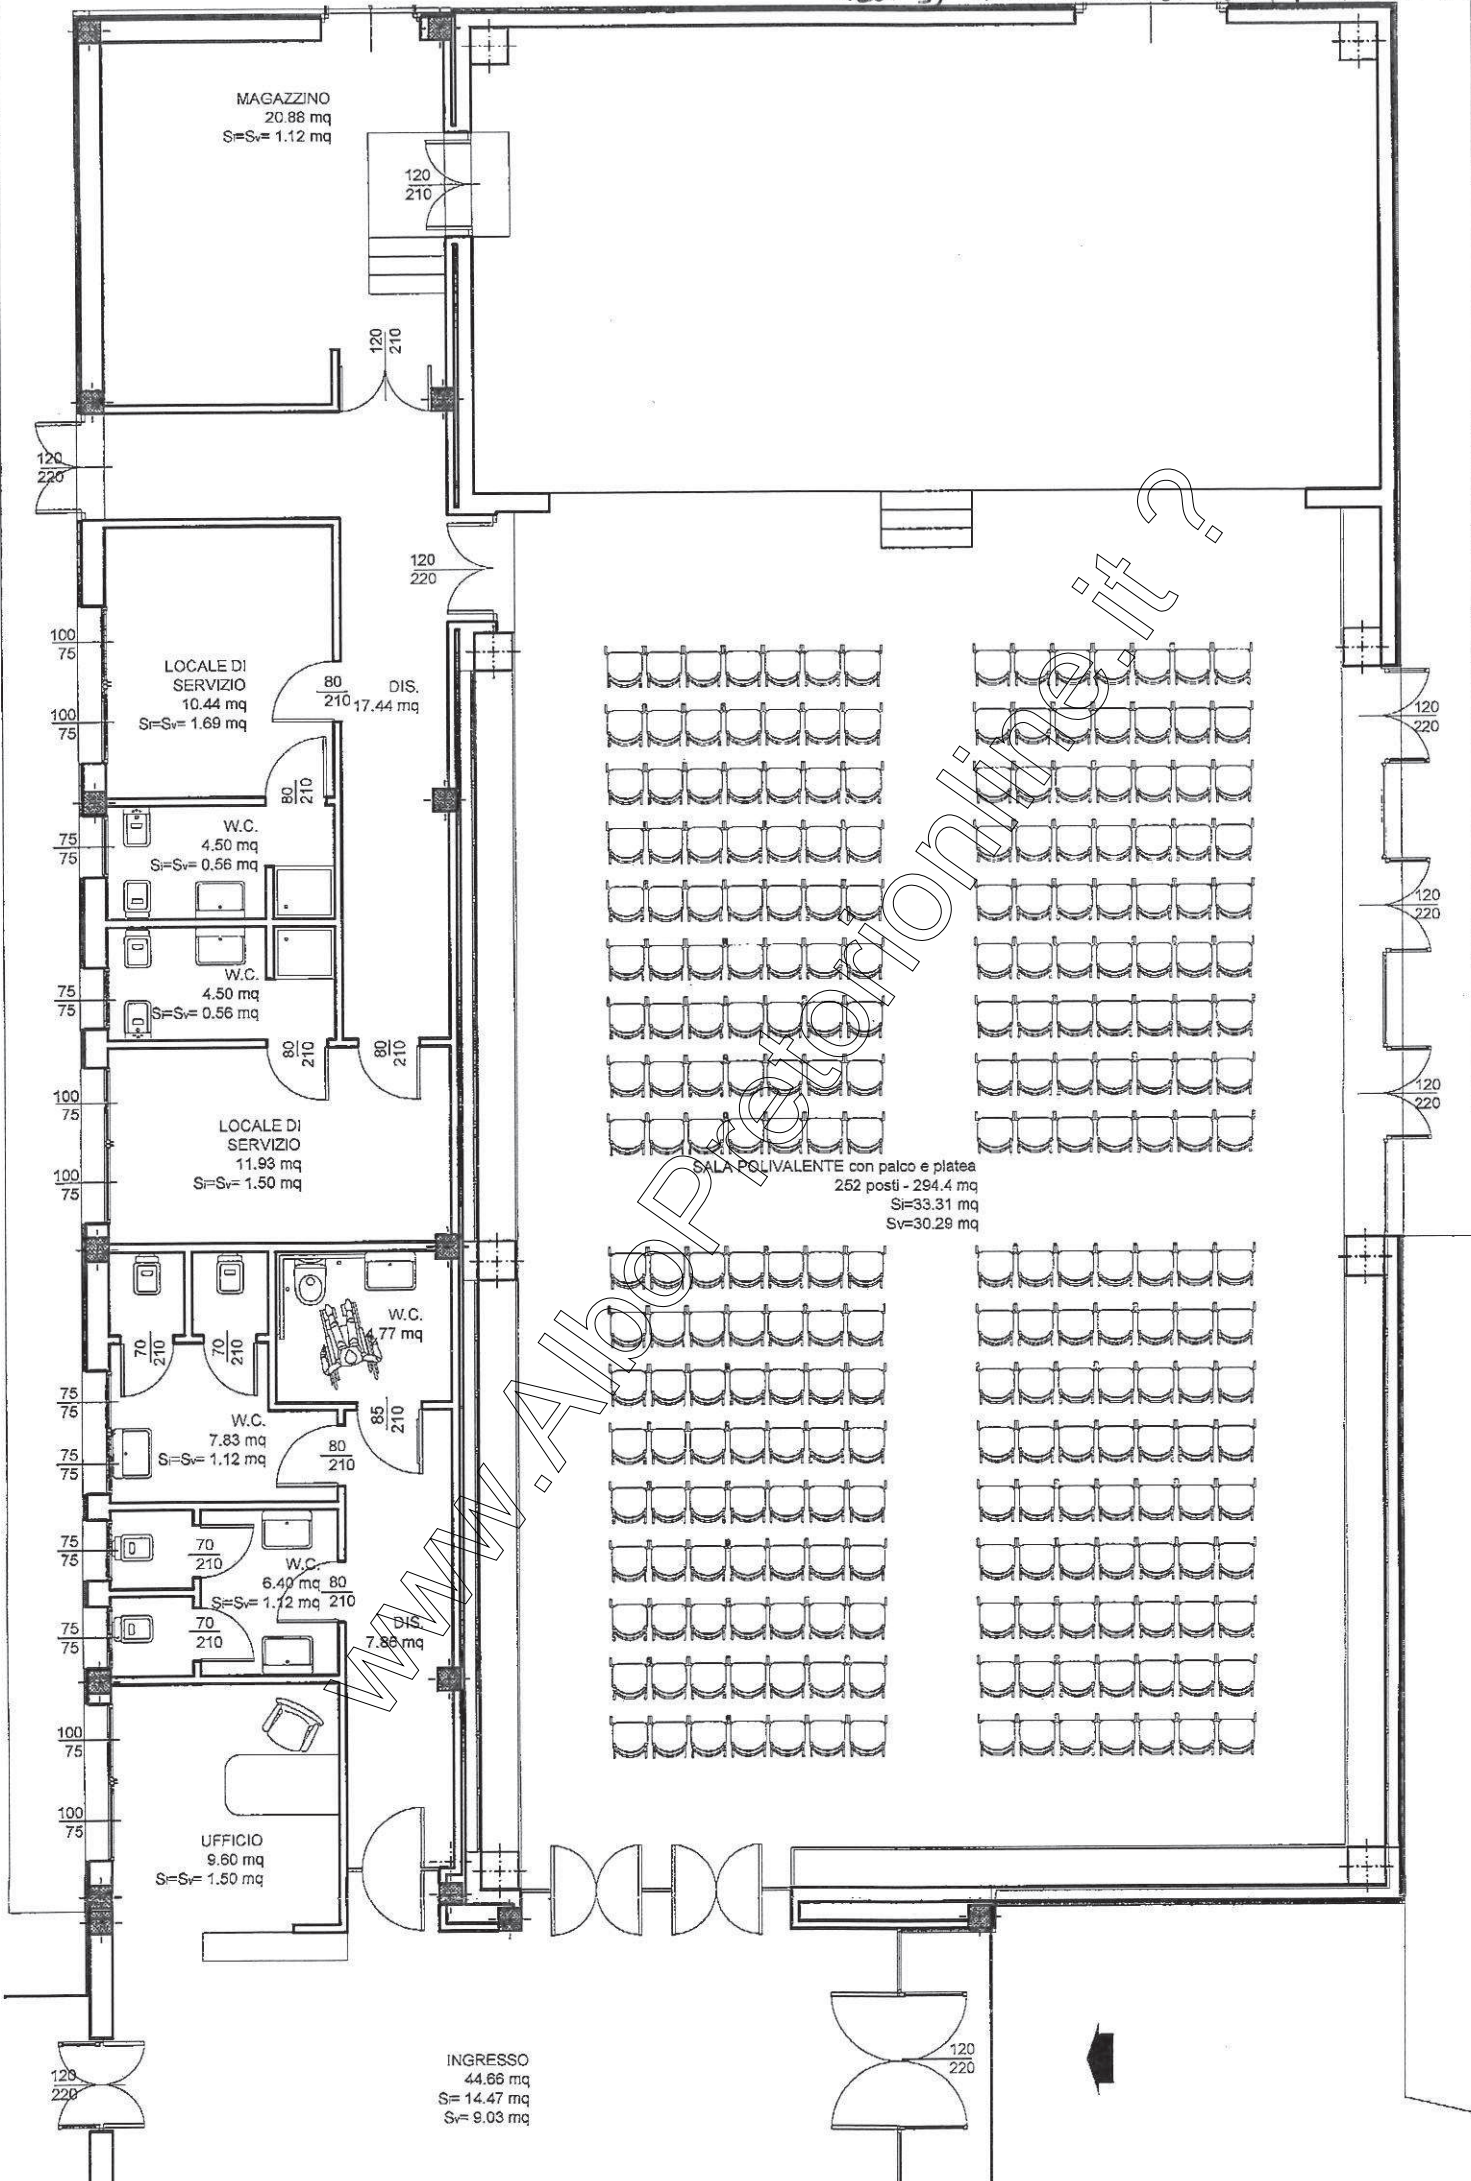 MAGAZZINO
20.88 mq
Si=Sv= 1.12 mq
120
210
120
210
120
220
120
220
100
75
LOCALE DI
SERVIZIO
10.44 mq
Si=Sv= 1.69 mq
80
210
DIS.
17.44 mq
100
75
120
220
80
210
W.C.
4.50 mq
Si=Sv= 0.56 mq
75
75
120
220
W.C.
4.50 mq
Si=Sv= 0.56 mq
75
75
80
210
80
210
100
75
120
220
LOCALE DI
SERVIZIO
11.93 mq
Si=Sv= 1.50 mq
100
75
SALA POLIVALENTE con palco e platea
252 posti - 294.4 mq
Si=33.31 mq
Sv=30.29 mq
W.C.
4.77 mq
70
210
70
210
75
75
85
210
W.C.
7.83 mq
Si=Sv= 1.12 mq
75
75
80
210
75
75
70
210
W.C.
6.40 mq
Si=Sv= 1.12 mq
80
210
75
75
70
210
DIS.
7.86 mq
100
75
100
75
UFFICIO
9.60 mq
Si=Sv= 1.50 mq
INGRESSO
44.66 mq
Si= 14.47 mq
Sv= 9.03 mq
120
220
120
220
www.AlboPretorionline.it ?